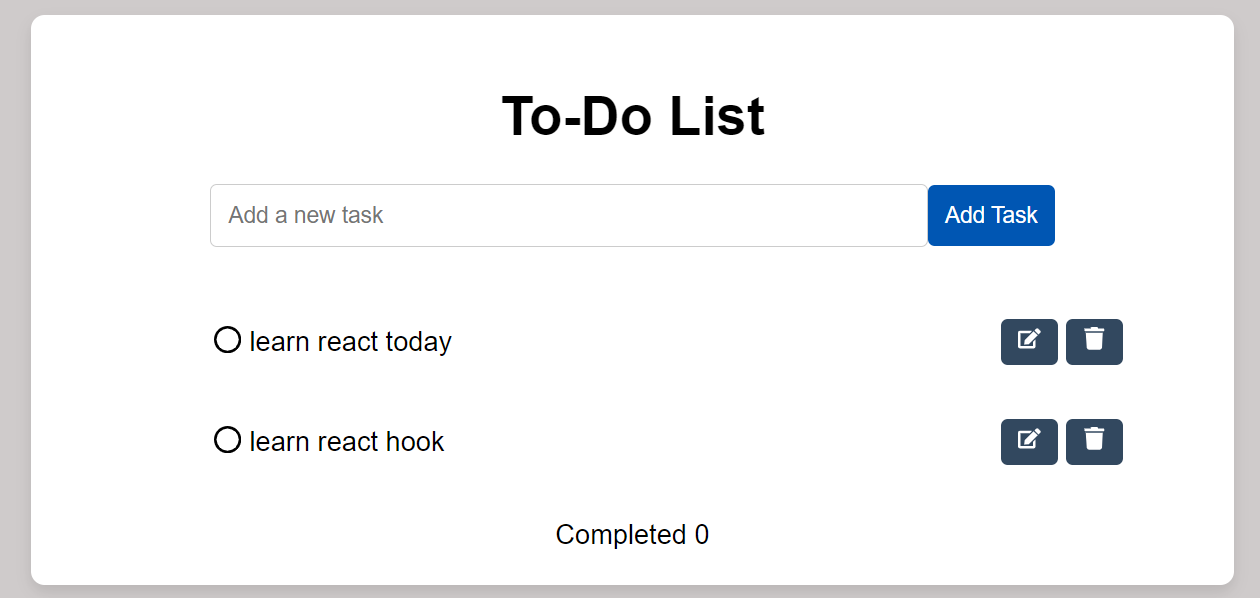 To-Do List
Add a new task
Add Task
learn react today
learn react hook
Completed 0